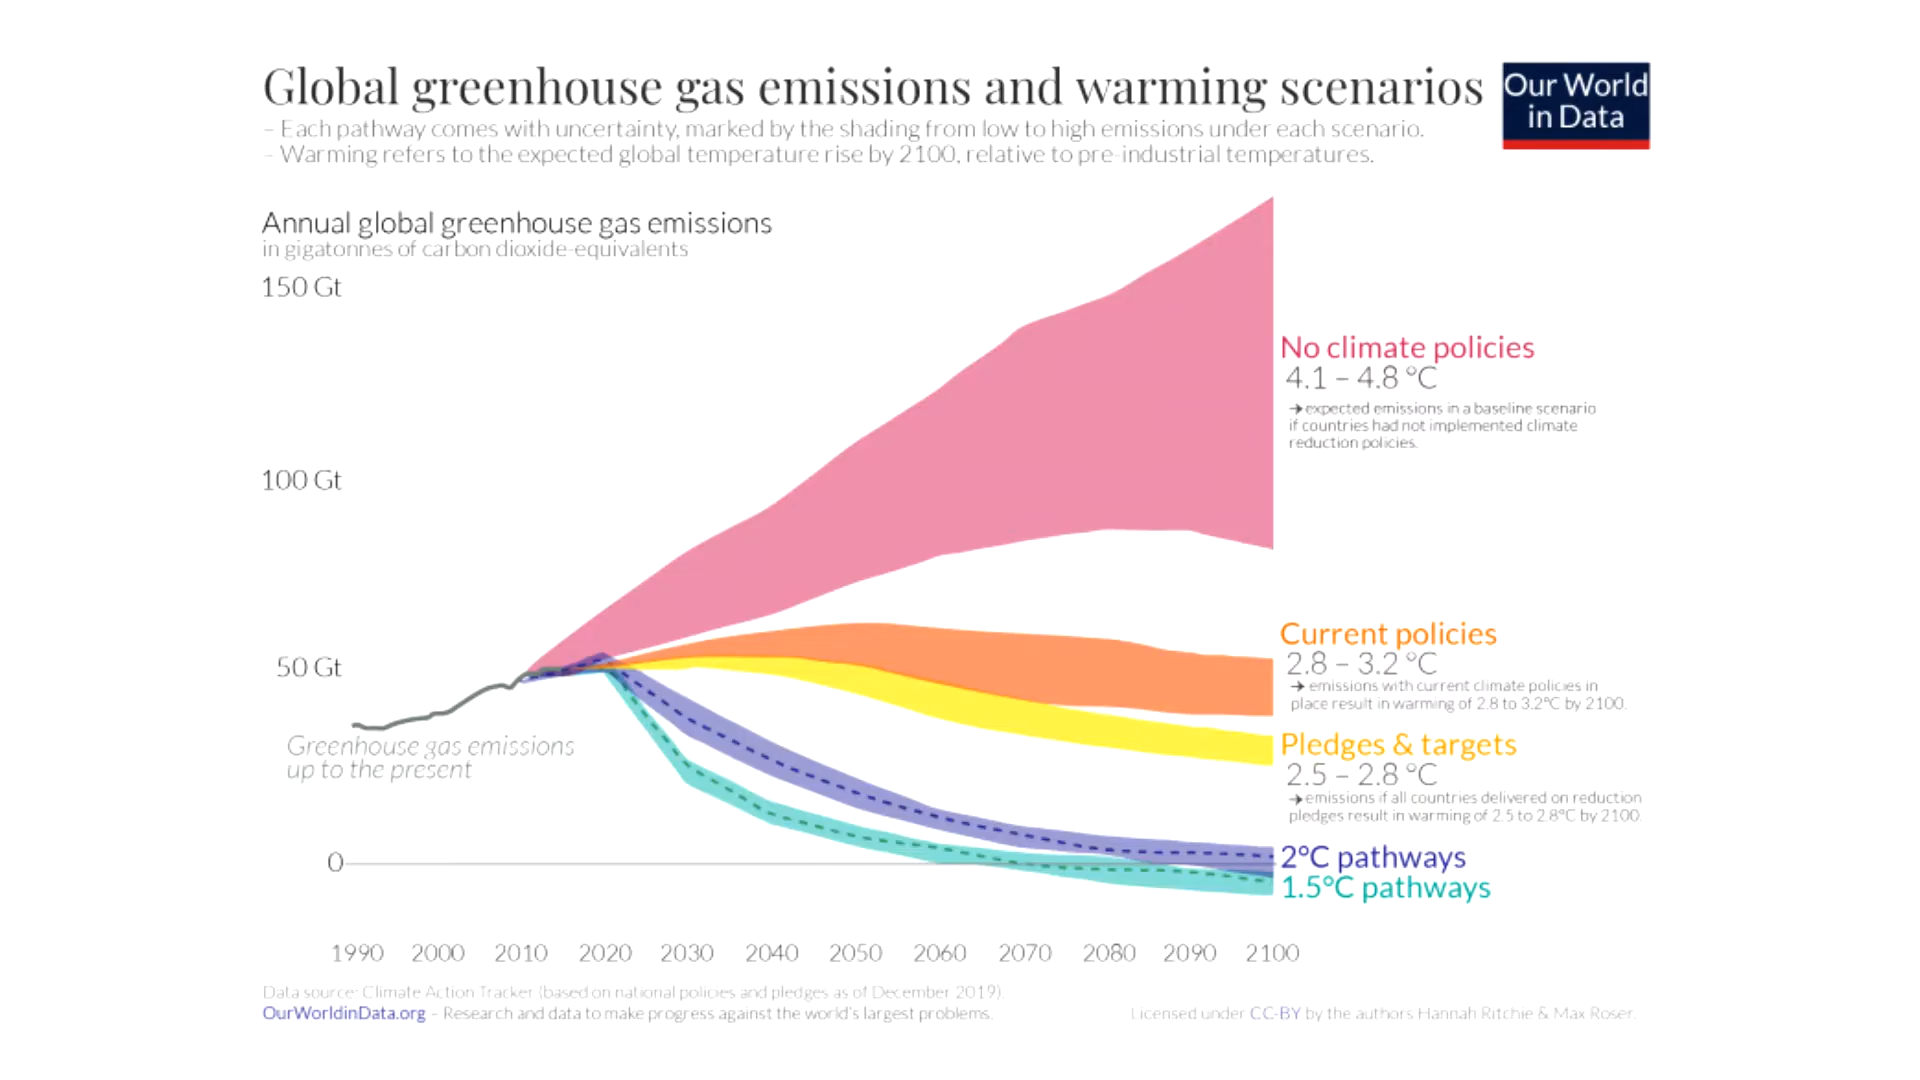 Global greenhouse gas emissions and warming scenarios
Our World
in Data
– Each pathway comes with uncertainty, marked by the shading from low to high emissions under each scenario.
– Warming refers to the expected global temperature rise by 2100, relative to pre-industrial temperatures.
Annual global greenhouse gas emissions
in gigatonnes of carbon dioxide-equivalents
150 Gt
100 Gt
50 Gt
0
Greenhouse gas emissions
up to the present
No climate policies
4.1 – 4.8 °C
→ expected emissions in a baseline scenario
if countries had not implemented climate
reduction policies.
Current policies
2.8 – 3.2 °C
→ emissions with current climate policies in
place result in warming of 2.8 to 3.2°C by 2100.
Pledges & targets
2.5 – 2.8 °C
→ emissions if all countries delivered on reduction
pledges result in warming of 2.5 to 2.8°C by 2100.
2°C pathways
1.5°C pathways
1990 2000 2010 2020 2030 2040 2050 2060 2070 2080 2090 2100
Data source: Climate Action Tracker (based on national policies and pledges as of December 2019).
OurWorldinData.org – Research and data to make progress against the world's largest problems.
Licensed under CC-BY by the authors Hannah Ritchie & Max Roser.